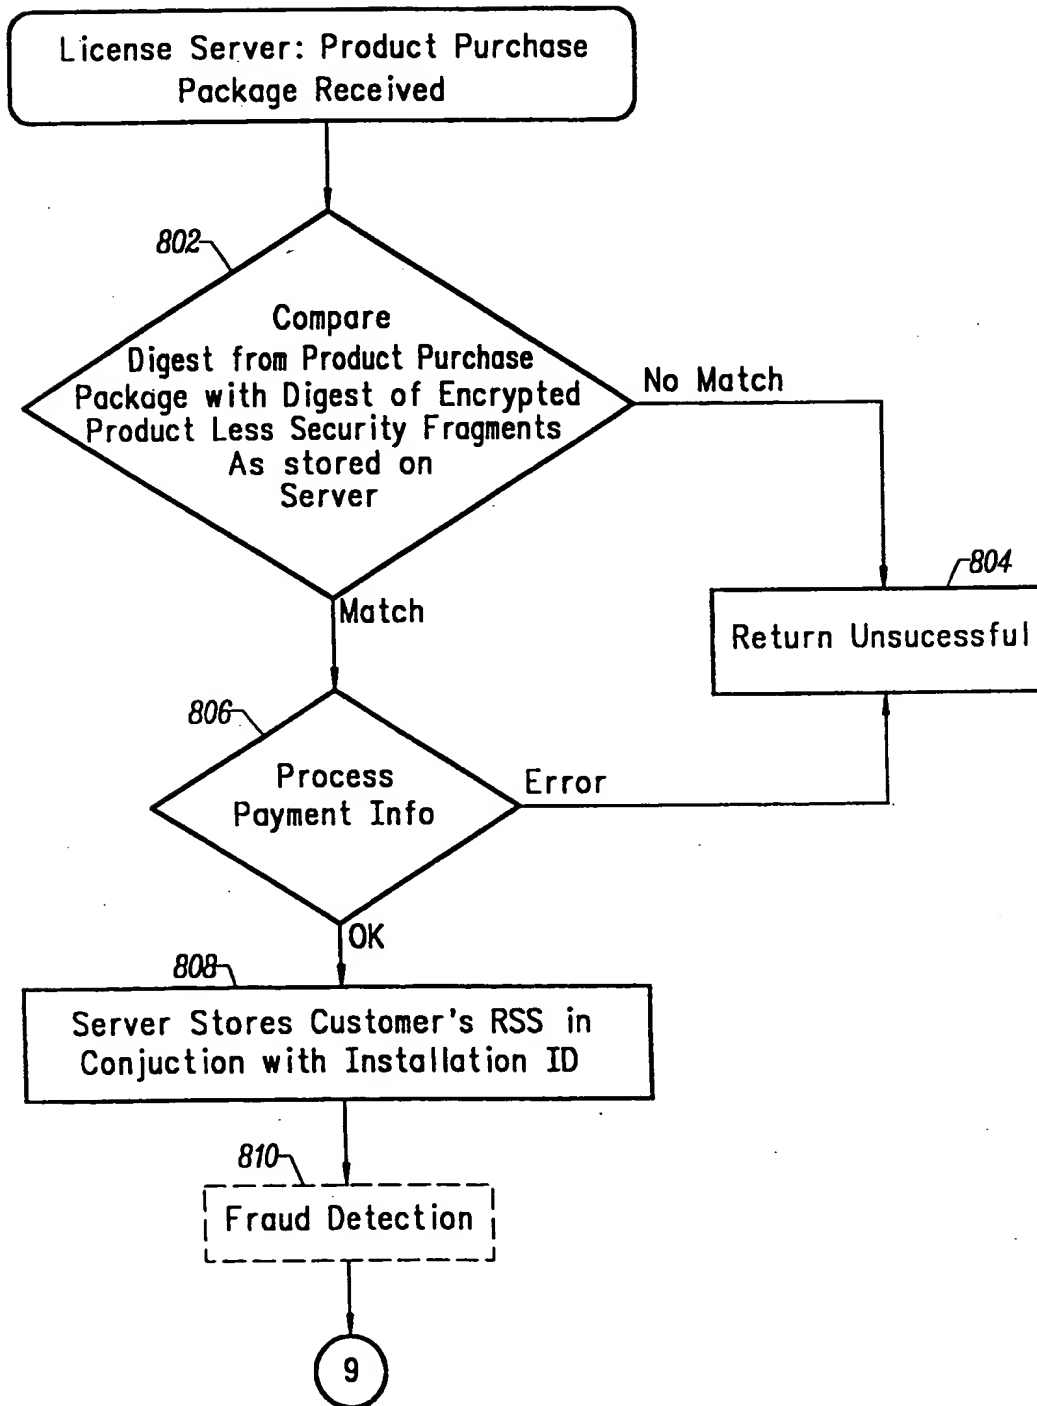 License Server: Product Purchase
Package Received
802
Compare
Digest from Product Purchase
Package with Digest of Encrypted
Product Less Security Fragments
As stored on
Server
No Match
804
Return Unsucessful
Match
806
Process
Payment Info
Error
OK
808
Server Stores Customer's RSS in
Conjuction with Installation ID
810
Fraud Detection
9